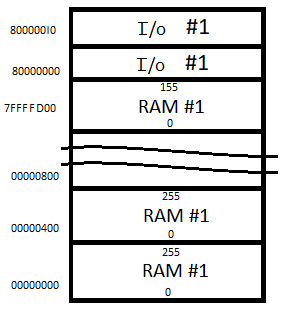 800000I0
I/o #1
80000000
I/o #1
7FFFFD00
155
RAM #1
0
00000800
255
RAM #1
0
00000400
255
RAM #1
0
00000000